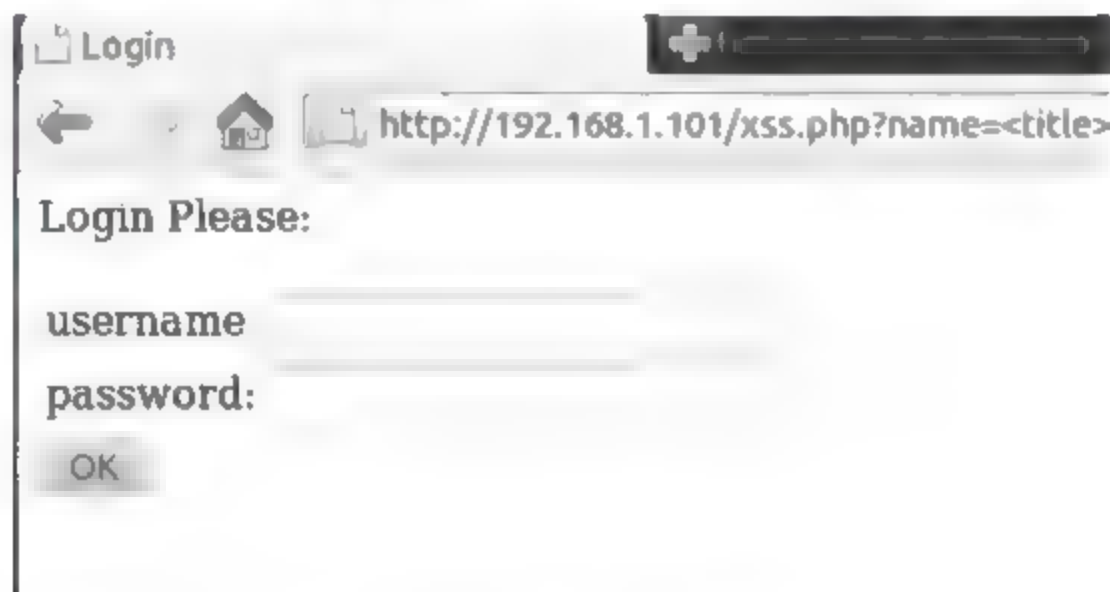 Login
http://192.168.1.101/xss.php?name=<title>
Login Please:
username
password:
OK